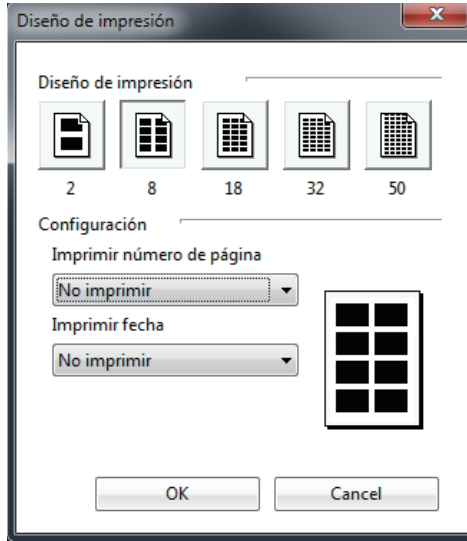 Diseño de impresión
Diseño de impresión
2 8 18 32 50
Configuración
Imprimir número de página
No imprimir
Imprimir fecha
No imprimir
OK Cancel